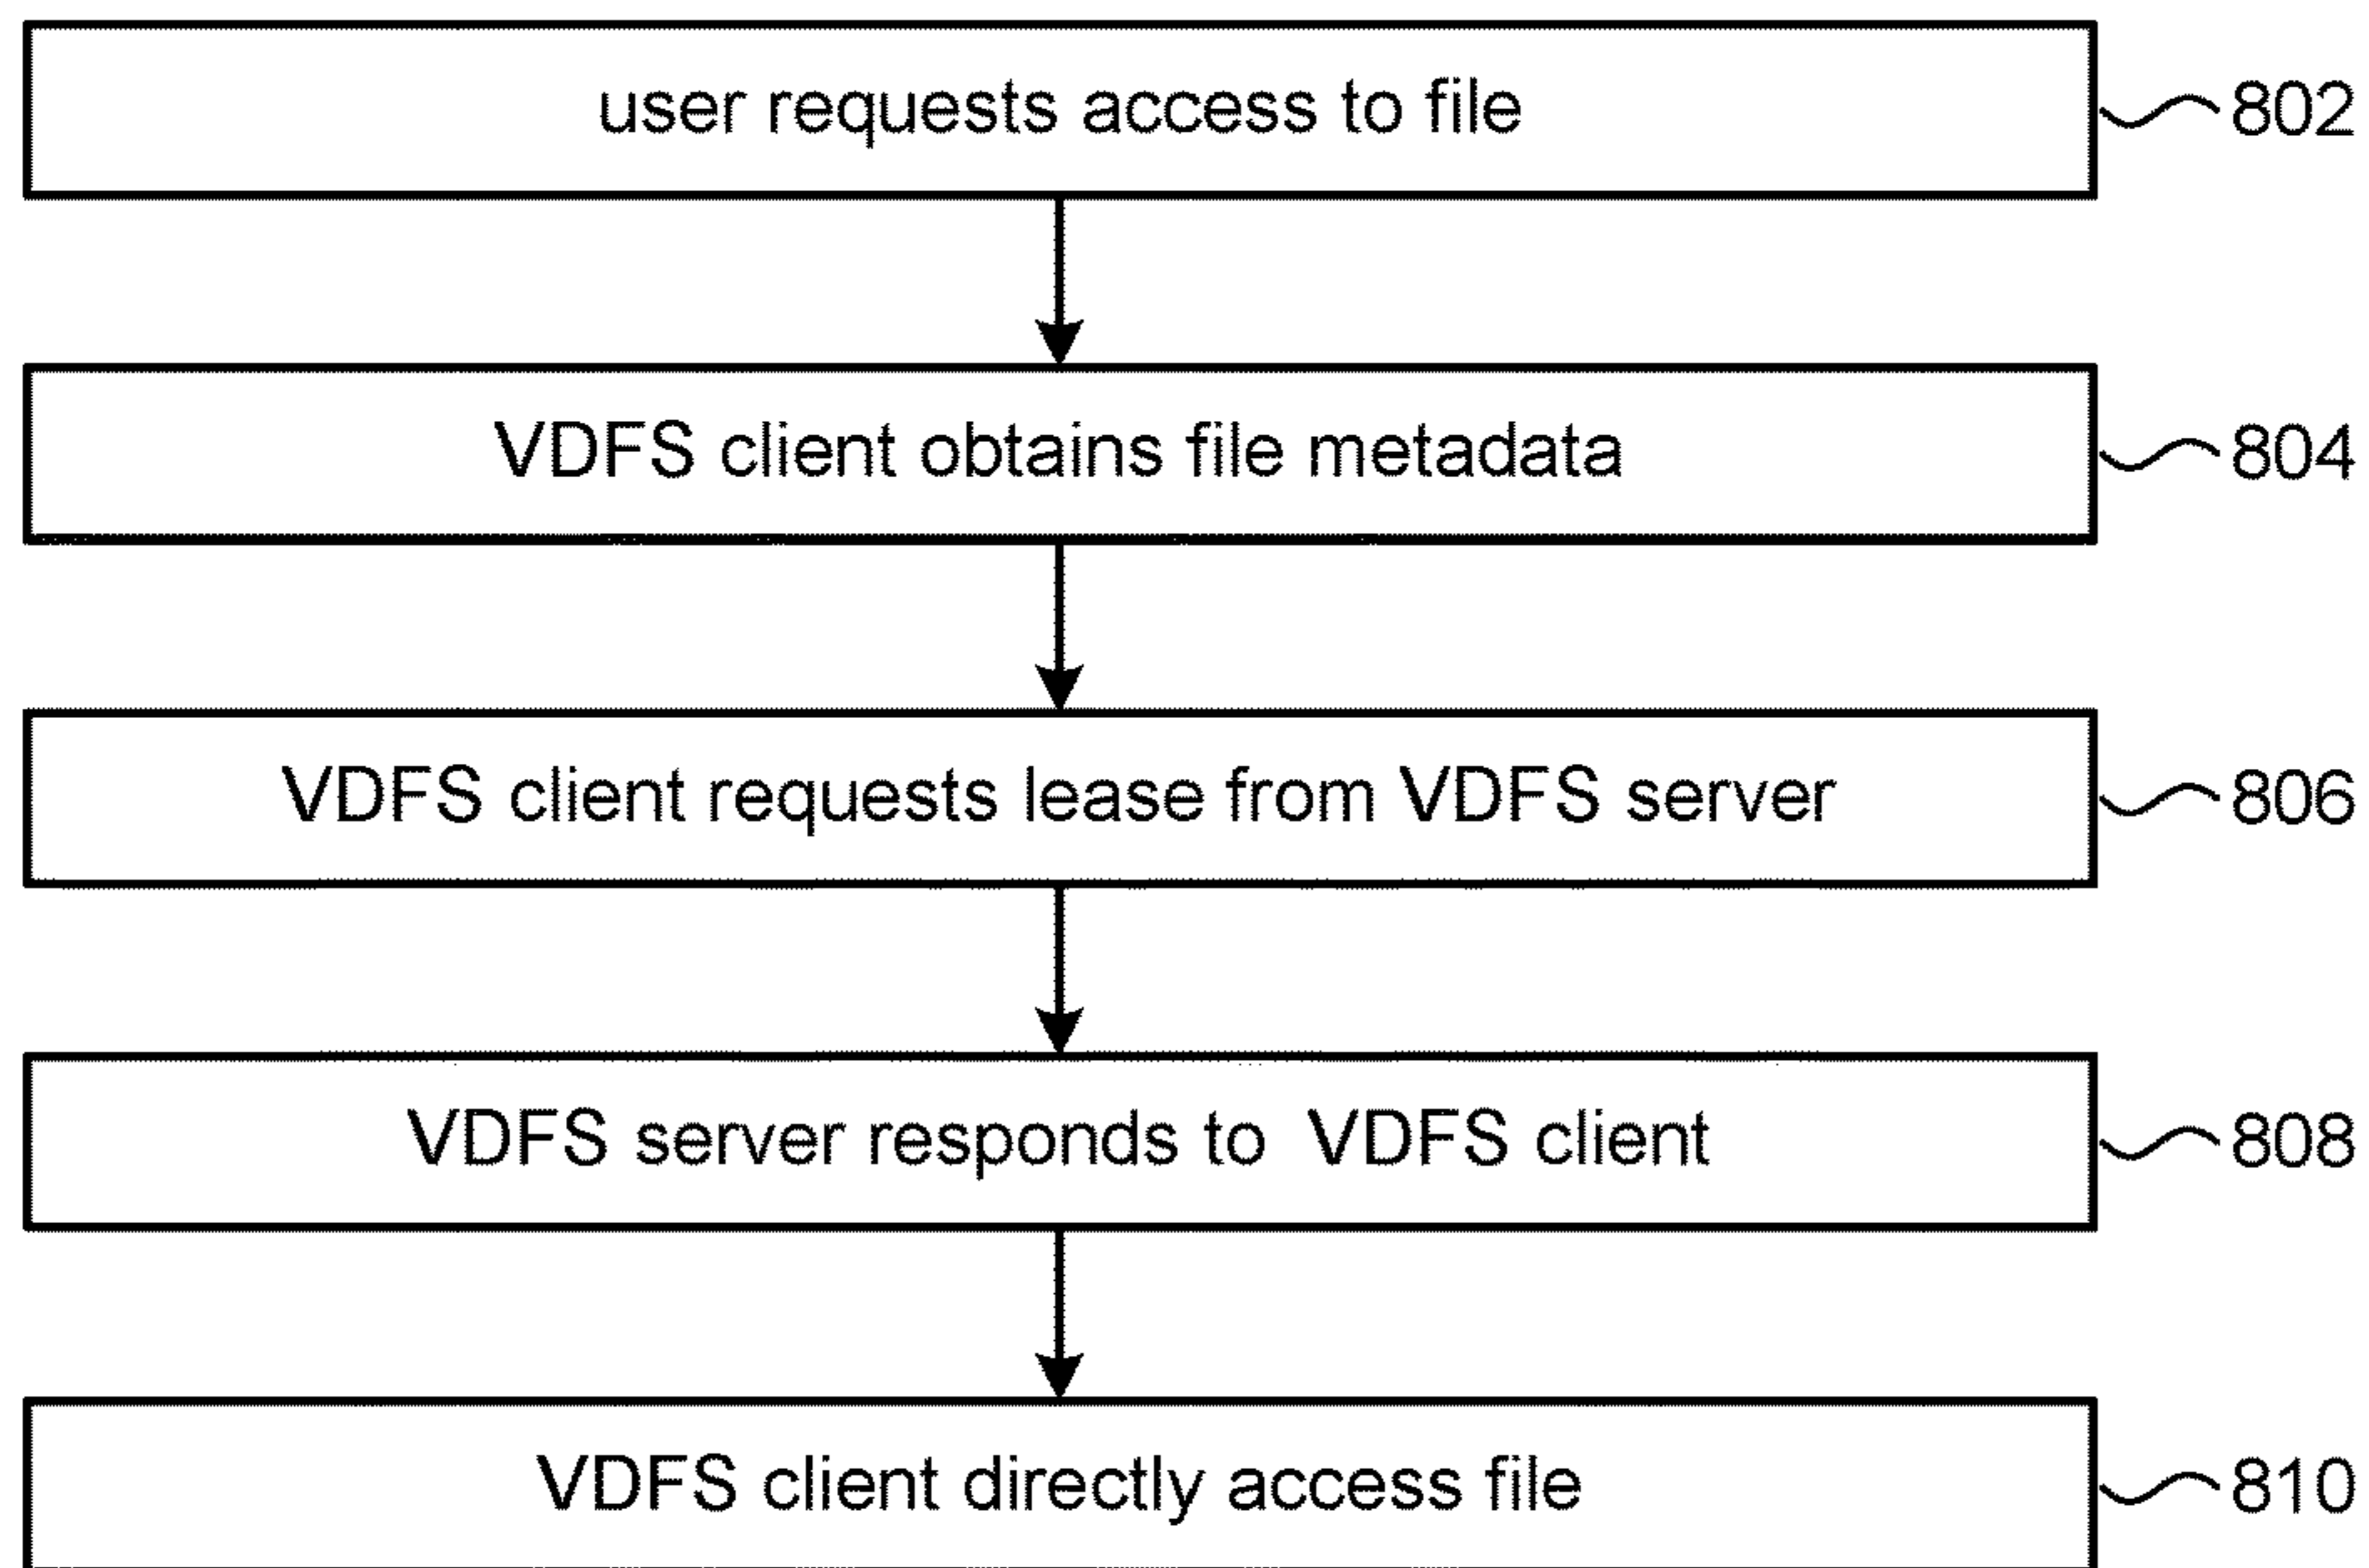 user requests access to file 802
VDFS client obtains file metadata 804
VDFS client requests lease from VDFS server 806
VDFS server responds to VDFS client 808
VDFS client directly access file 810